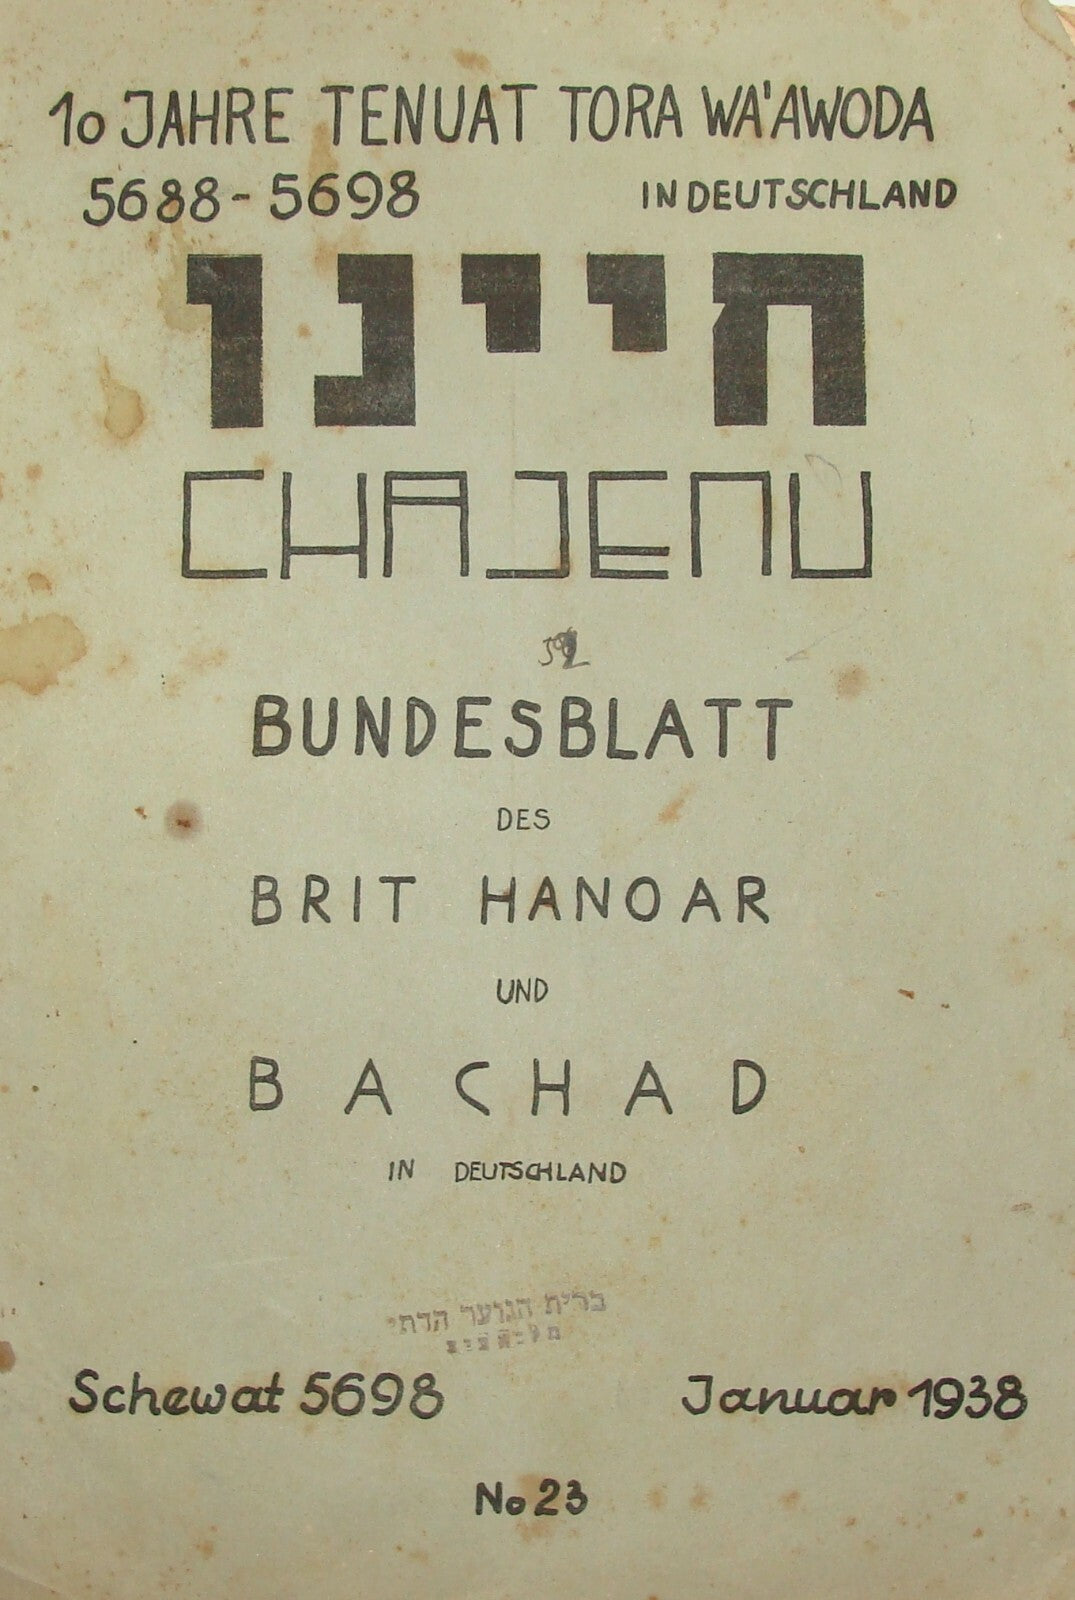 10 JAHRE TENUAT TORA WA'AWODA
5688-5698 IN DEUTSCHLAND
חיינו
CHAJENU
BUNDESBLATT
DES
BRIT HANOAR
UND
BACHAD
IN DEUTSCHLAND
ברית הנוער הדתי
Schewat 5698 Januar 1938
No 23